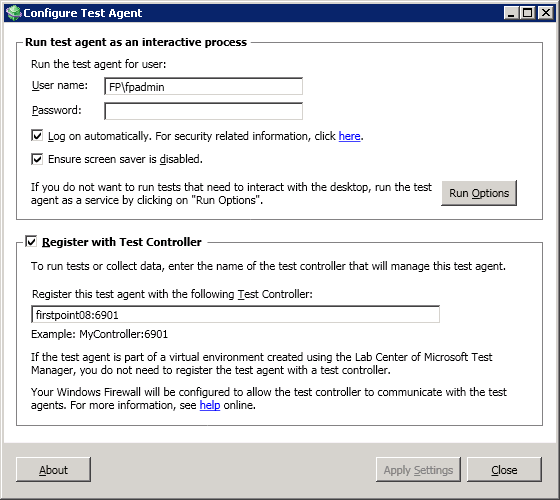 Configure Test Agent
Run test agent as an interactive process
Run the test agent for user:
User name: FP\fpadmin
Password:
Log on automatically. For security related information, click here.
Ensure screen saver is disabled.
If you do not want to run tests that need to interact with the desktop, run the test
agent as a service by clicking on "Run Options".
Run Options
Register with Test Controller
To run tests or collect data, enter the name of the test controller that will manage this test agent.
Register this test agent with the following Test Controller:
firstpoint08:6901
Example: MyController:6901
If the test agent is part of a virtual environment created using the Lab Center of Microsoft Test
Manager, you do not need to register the test agent with a test controller.
Your Windows Firewall will be configured to allow the test controller to communicate with the test
agents. For more information, see help online.
About
Apply Settings
Close